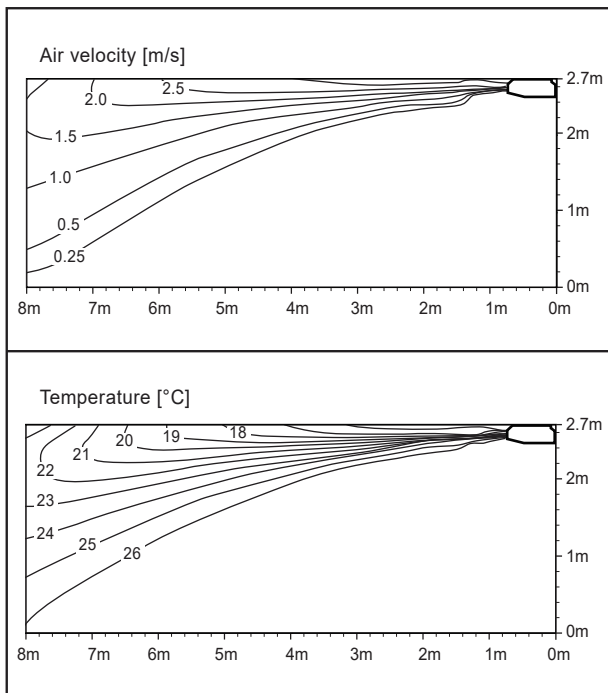 Air velocity [m/s]
2.7m
2.5
2.0
2m
1.5
1.0
1m
0.5
0.25
0m
8m 7m 6m 5m 4m 3m 2m 1m 0m
Temperature [°C]
2.7m
18
19
20
21
22
2m
23
24
25
26
1m
0m
8m 7m 6m 5m 4m 3m 2m 1m 0m